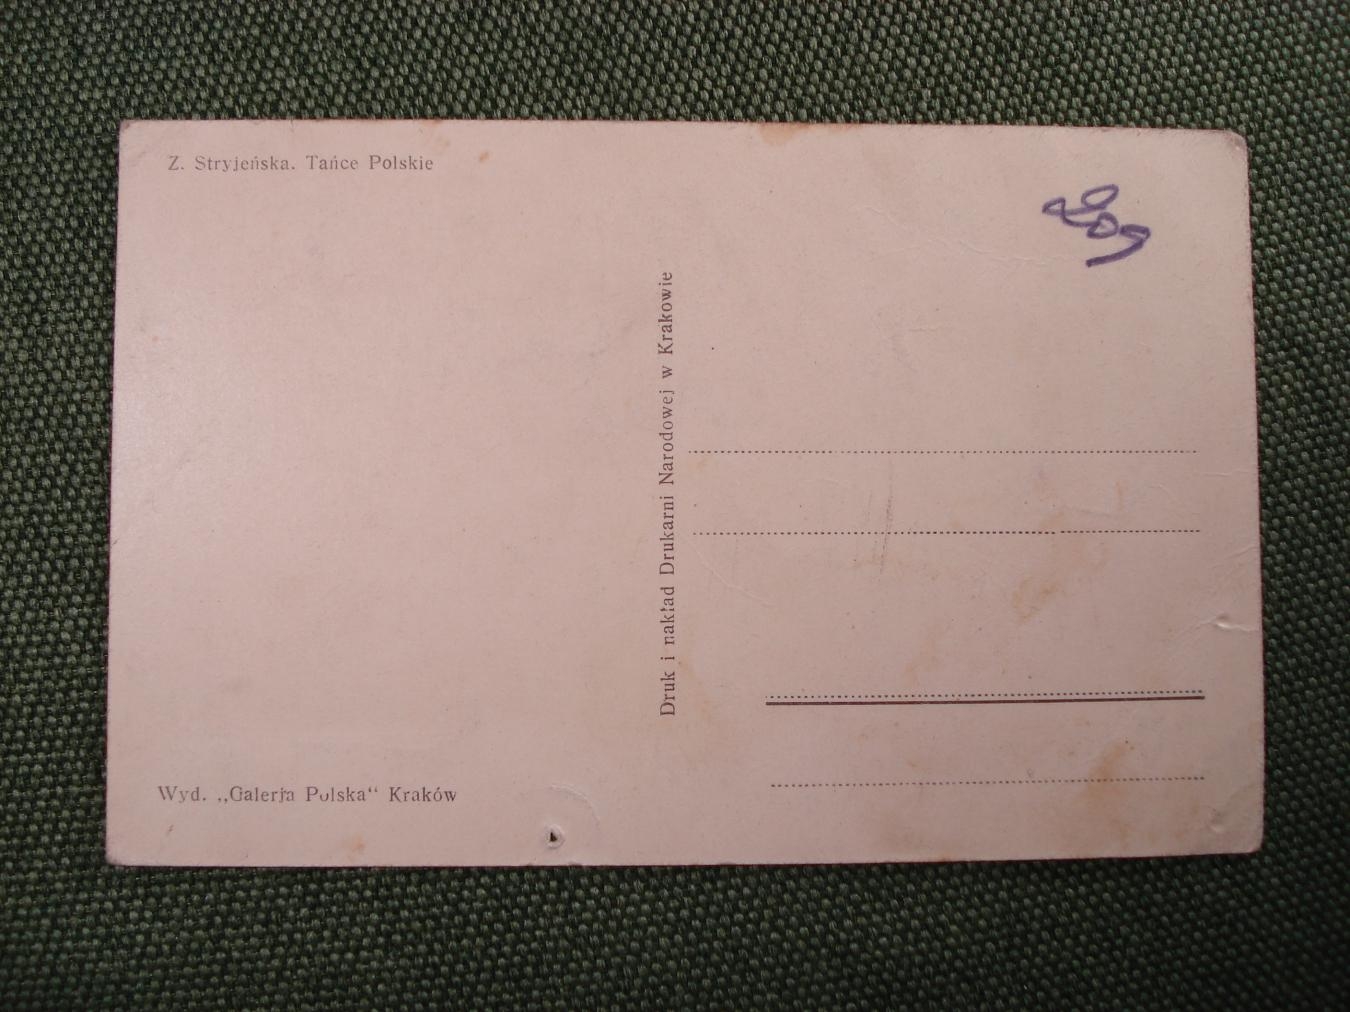 Z. Stryjeńska. Tańce Polskie
Druk i nakład Drukarni Narodowej w Krakowie
Wyd. „Galerja Polska“ Kraków